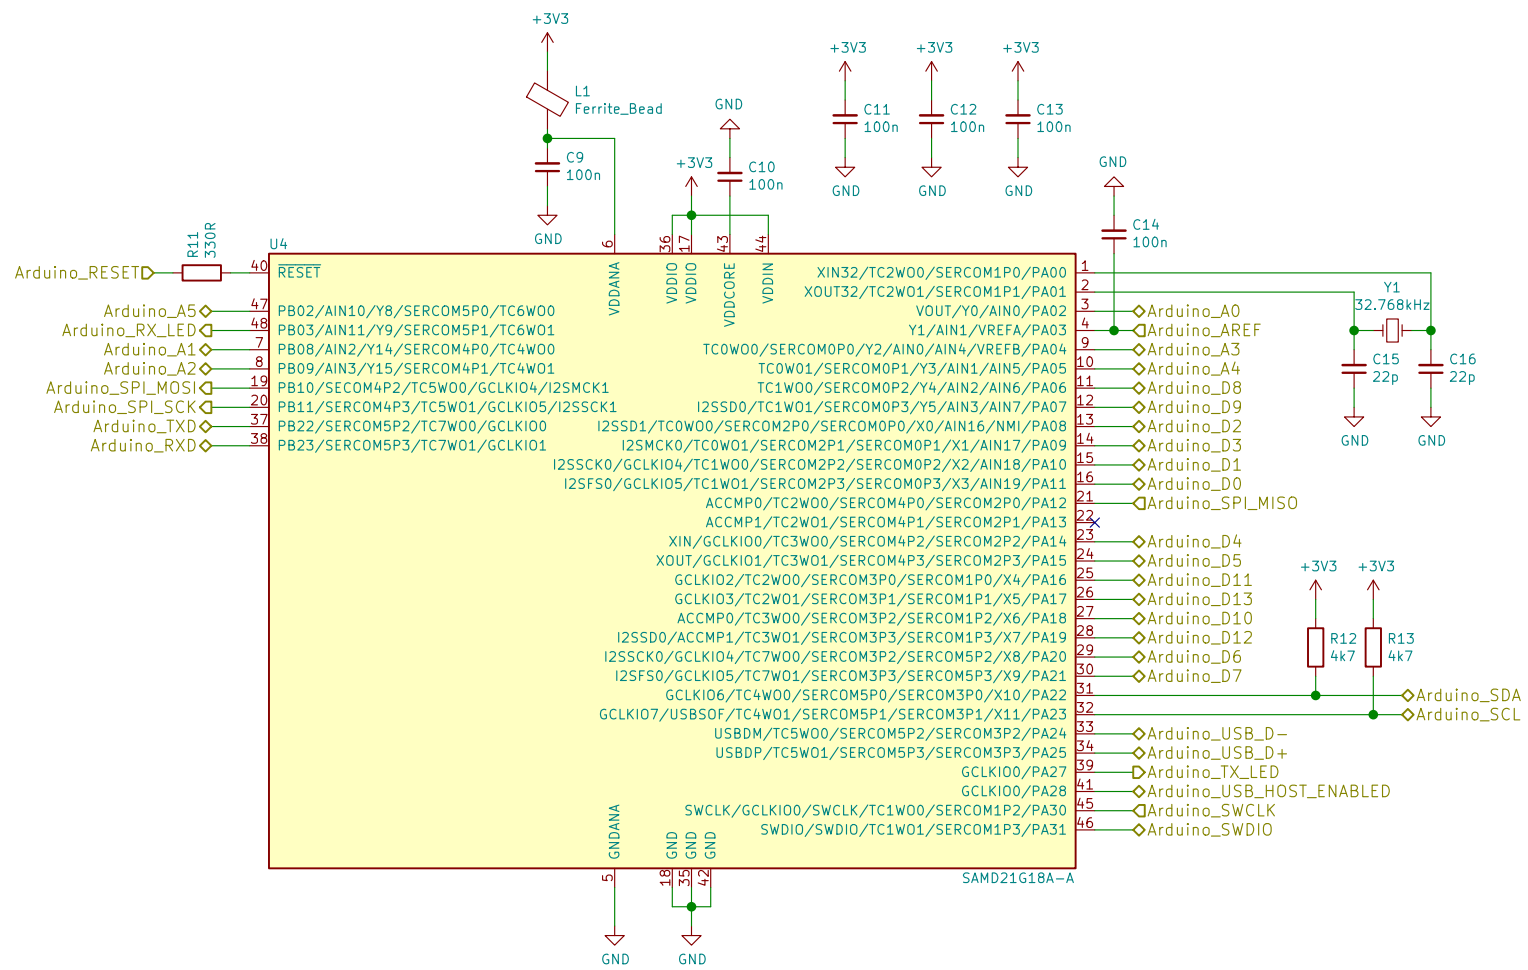 +3V3
L1
Ferrite_Bead
C9
100n
GND
+3V3
GND
C10
100n
+3V3
C11
100n
GND
+3V3
C12
100n
GND
+3V3
C13
100n
GND
GND
C14
100n
R11
330R
U4
Arduino_RESET
40 RESET
Arduino_A5 47 PB02/AIN10/Y8/SERCOM5P0/TC6WO0
Arduino_RX_LED 48 PB03/AIN11/Y9/SERCOM5P1/TC6WO1
Arduino_A1 7 PB08/AIN2/Y14/SERCOM4P0/TC4WO0
Arduino_A2 8 PB09/AIN3/Y15/SERCOM4P1/TC4WO1
Arduino_SPI_MOSI 19 PB10/SECOM4P2/TC5WO0/GCLKIO4/I2SMCK1
Arduino_SPI_SCK 20 PB11/SERCOM4P3/TC5WO1/GCLKIO5/I2SSCK1
Arduino_TXD 37 PB22/SERCOM5P2/TC7WO0/GCLKIO0
Arduino_RXD 38 PB23/SERCOM5P3/TC7WO1/GCLKIO1
6 VDDANA
36 VDDIO
17 VDDIO
43 VDDCORE
44 VDDIN
XIN32/TC2WO0/SERCOM1P0/PA00 1
XOUT32/TC2WO1/SERCOM1P1/PA01 2
VOUT/Y0/AIN0/PA02 3 Arduino_A0
Y1/AIN1/VREFA/PA03 4 Arduino_AREF
TC0WO0/SERCOM0P0/Y2/AIN0/AIN4/VREFB/PA04 9 Arduino_A3
TC0WO1/SERCOM0P1/Y3/AIN1/AIN5/PA05 10 Arduino_A4
TC1WO0/SERCOM0P2/Y4/AIN2/AIN6/PA06 11 Arduino_D8
I2SSD0/TC1WO1/SERCOM0P3/Y5/AIN3/AIN7/PA07 12 Arduino_D9
I2SSD1/TC0WO0/SERCOM2P0/SERCOM0P0/X0/AIN16/NMI/PA08 13 Arduino_D2
I2SMCK0/TC0WO1/SERCOM2P1/SERCOM0P1/X1/AIN17/PA09 14 Arduino_D3
I2SSCK0/GCLKIO4/TC1WO0/SERCOM2P2/SERCOM0P2/X2/AIN18/PA10 15 Arduino_D1
I2SFS0/GCLKIO5/TC1WO1/SERCOM2P3/SERCOM0P3/X3/AIN19/PA11 16 Arduino_D0
ACCMP0/TC2WO0/SERCOM4P0/SERCOM2P0/PA12 21 Arduino_SPI_MISO
ACCMP1/TC2WO1/SERCOM4P1/SERCOM2P1/PA13 22
XIN/GCLKIO0/TC3WO0/SERCOM4P2/SERCOM2P2/PA14 23 Arduino_D4
XOUT/GCLKIO1/TC3WO1/SERCOM4P3/SERCOM2P3/PA15 24 Arduino_D5
GCLKIO2/TC2WO0/SERCOM3P0/SERCOM1P0/X4/PA16 25 Arduino_D11
GCLKIO3/TC2WO1/SERCOM3P1/SERCOM1P1/X5/PA17 26 Arduino_D13
ACCMP0/TC3WO0/SERCOM3P2/SERCOM1P2/X6/PA18 27 Arduino_D10
I2SSD0/ACCMP1/TC3WO1/SERCOM3P3/SERCOM1P3/X7/PA19 28 Arduino_D12
I2SSCK0/GCLKIO4/TC7WO0/SERCOM3P2/SERCOM5P2/X8/PA20 29 Arduino_D6
I2SFS0/GCLKIO5/TC7WO1/SERCOM3P3/SERCOM5P3/X9/PA21 30 Arduino_D7
GCLKIO6/TC4WO0/SERCOM5P0/SERCOM3P0/X10/PA22 31 Arduino_SDA
GCLKIO7/USBSOF/TC4WO1/SERCOM5P1/SERCOM3P1/X11/PA23 32 Arduino_SCL
USBDM/TC5WO0/SERCOM5P2/SERCOM3P2/PA24 33 Arduino_USB_D-
USBDP/TC5WO1/SERCOM5P3/SERCOM3P3/PA25 34 Arduino_USB_D+
GCLKIO0/PA27 39 Arduino_TX_LED
GCLKIO0/PA28 41 Arduino_USB_HOST_ENABLED
SWCLK/GCLKIO0/SWCLK/TC1WO0/SERCOM1P2/PA30 45 Arduino_SWCLK
SWDIO/SWDIO/TC1WO1/SERCOM1P3/PA31 46 Arduino_SWDIO
Y1
32.768kHz
C15
22p
GND
C16
22p
GND
+3V3
R12
4k7
+3V3
R13
4k7
GNDANA 5
GND 18
GND 35
GND 42
SAMD21G18A-A
GND
GND